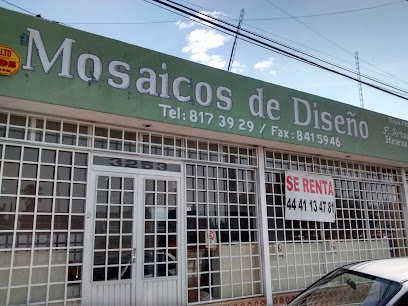 Mosaicos de Diseño
Tel: 817 39 29 / Fax: 841 59 46
3253
SE RENTA
44 41 13 47 81